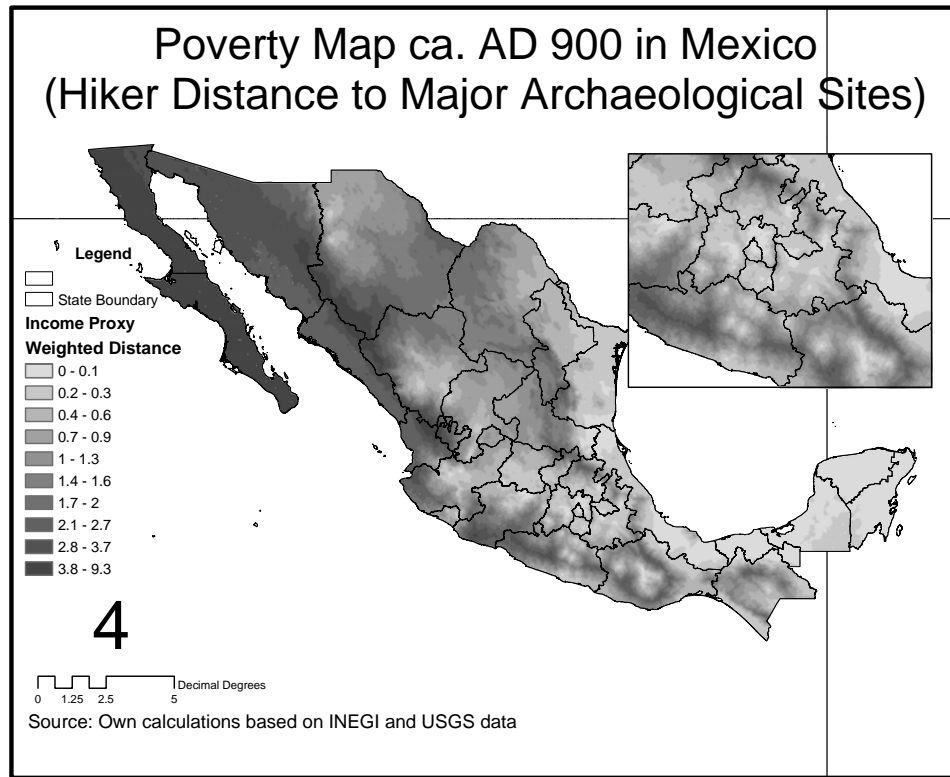 Poverty Map ca. AD 900 in Mexico
(Hiker Distance to Major Archaeological Sites)
Legend
State Boundary
Income Proxy
Weighted Distance
0 - 0.1
0.2 - 0.3
0.4 - 0.6
0.7 - 0.9
1 - 1.3
1.4 - 1.6
1.7 - 2
2.1 - 2.7
2.8 - 3.7
3.8 - 9.3
4
Decimal Degrees
0 1.25 2.5 5
Source: Own calculations based on INEGI and USGS data